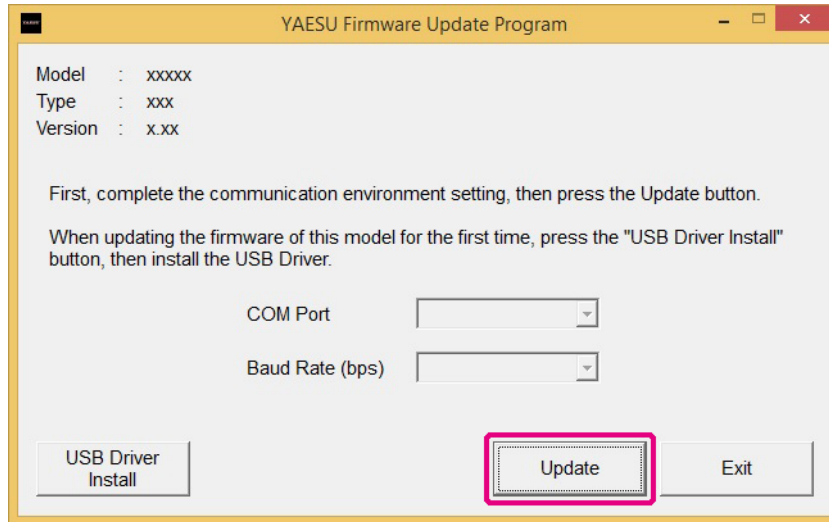 YAESU Firmware Update Program
Model : xxxxx
Type : xxx
Version : x.xx
First, complete the communication environment setting, then press the Update button.
When updating the firmware of this model for the first time, press the "USB Driver Install"
button, then install the USB Driver.
COM Port
Baud Rate (bps)
USB Driver
Install
Update
Exit